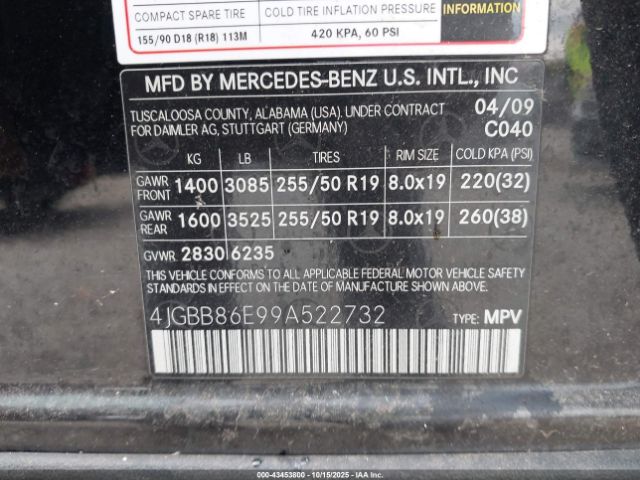 COMPACT SPARE TIRE COLD TIRE INFLATION PRESSURE INFORMATION
155/90 D18 (R18) 113M 420 KPA, 60 PSI
MFD BY MERCEDES-BENZ U.S. INTL., INC
TUSCALOOSA COUNTY, ALABAMA (USA). UNDER CONTRACT 04/09
FOR DAIMLER AG, STUTTGART (GERMANY) C040
KG LB TIRES RIM SIZE COLD KPA (PSI)
GAWR FRONT 1400 3085 255/50 R19 8.0x19 220(32)
GAWR REAR 1600 3525 255/50 R19 8.0x19 260(38)
GVWR 2830 6235
THIS VEHICLE CONFORMS TO ALL APPLICABLE FEDERAL MOTOR VEHICLE SAFETY
STANDARDS IN EFFECT ON THE DATE OF MANUFACTURE SHOWN ABOVE.
4JGBB86E99A522732 TYPE: MPV
000-43453800 | 10/15/2025 | © IAA Holdings, LLC